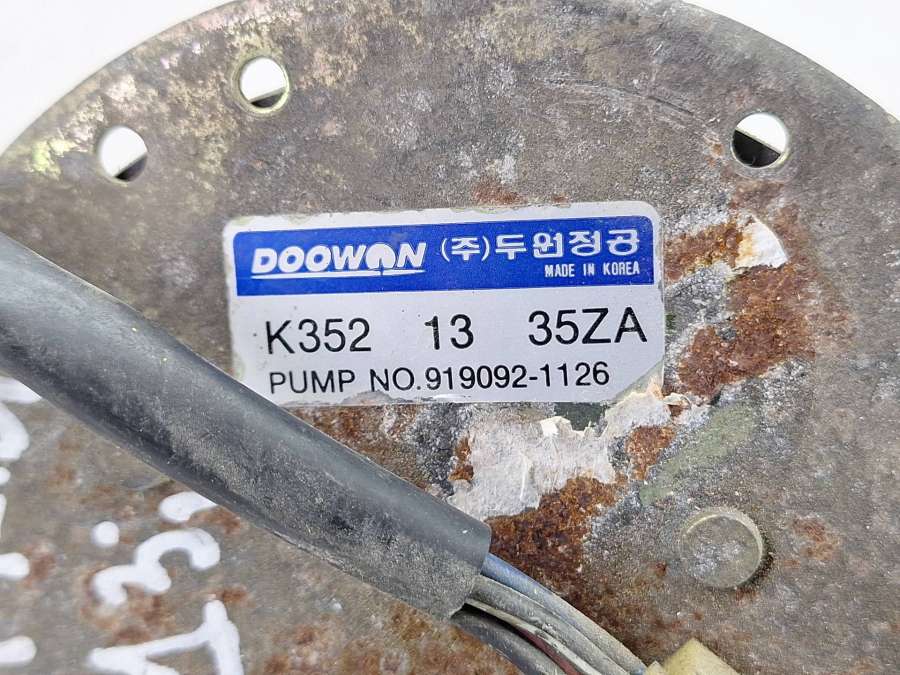 DOOWON (주)두원정공
MADE IN KOREA
K352 13 35ZA
PUMP NO.919092-1126